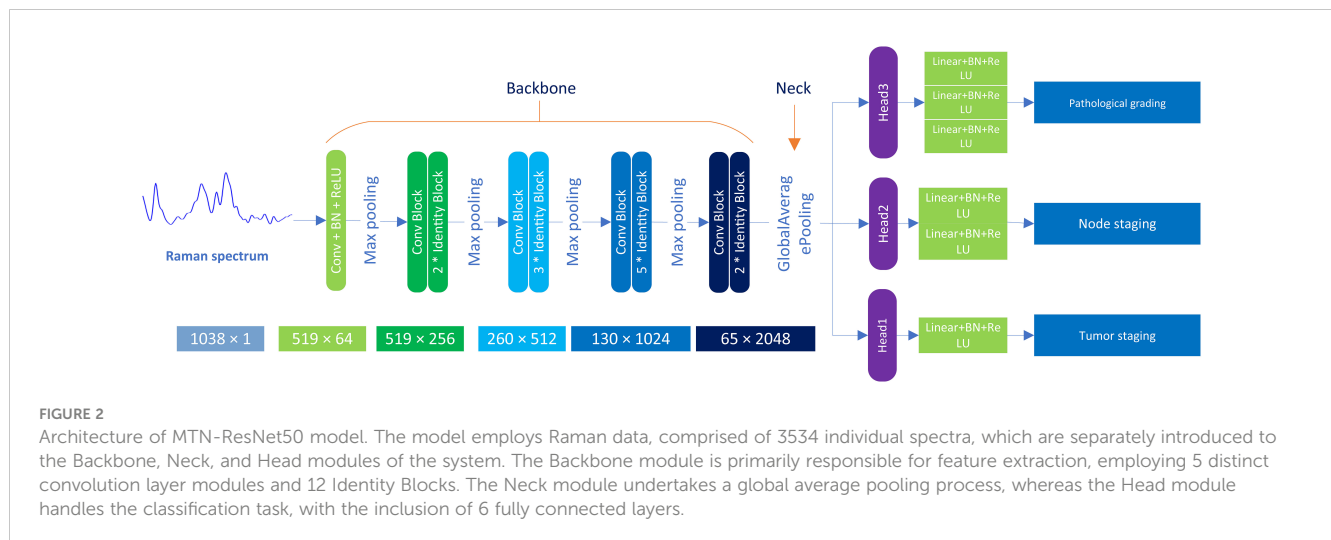 Backbone
Neck
Raman spectrum
Conv + BN + ReLU
Max pooling
Conv Block
2 * Identity Block
Max pooling
Conv Block
3 * Identity Block
Max pooling
Conv Block
5 * Identity Block
Max pooling
Conv Block
2 * Identity Block
GlobalAverag
ePooling
Head3
Linear+BN+Re
LU
Linear+BN+Re
LU
Linear+BN+Re
LU
Pathological grading
Head2
Linear+BN+Re
LU
Linear+BN+Re
LU
Node staging
Head1
Linear+BN+Re
LU
Tumor staging
1038 × 1
519 × 64
519 × 256
260 × 512
130 × 1024
65 × 2048
FIGURE 2
Architecture of MTN-ResNet50 model. The model employs Raman data, comprised of 3534 individual spectra, which are separately introduced to
the Backbone, Neck, and Head modules of the system. The Backbone module is primarily responsible for feature extraction, employing 5 distinct
convolution layer modules and 12 Identity Blocks. The Neck module undertakes a global average pooling process, whereas the Head module
handles the classification task, with the inclusion of 6 fully connected layers.